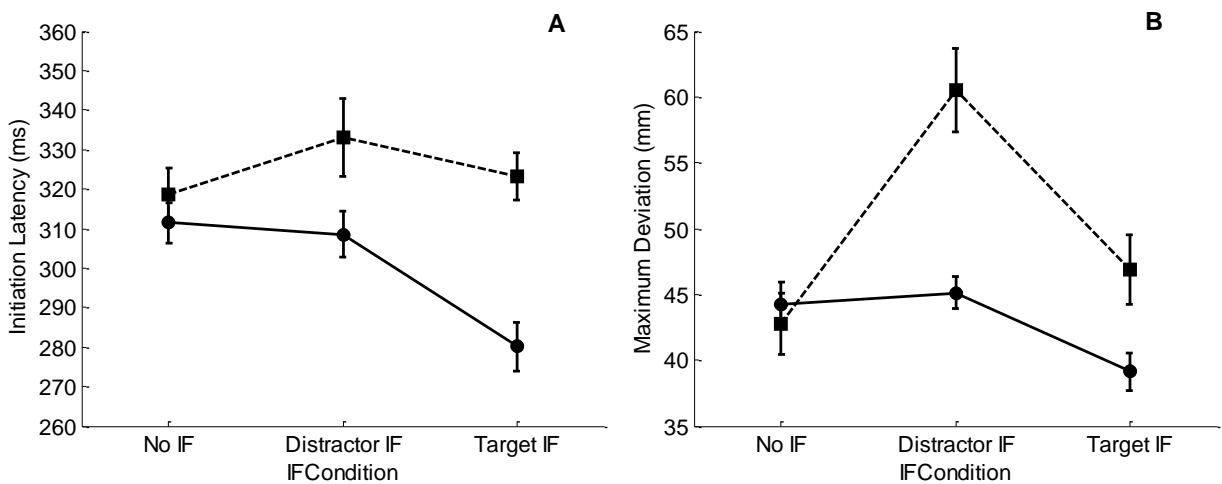 A
360
350
340
330
320
310
300
290
280
270
260
Initiation Latency (ms)
No IF Distractor IF Target IF
IFCondition
B
65
60
55
50
45
40
35
Maximum Deviation (mm)
No IF Distractor IF Target IF
IFCondition